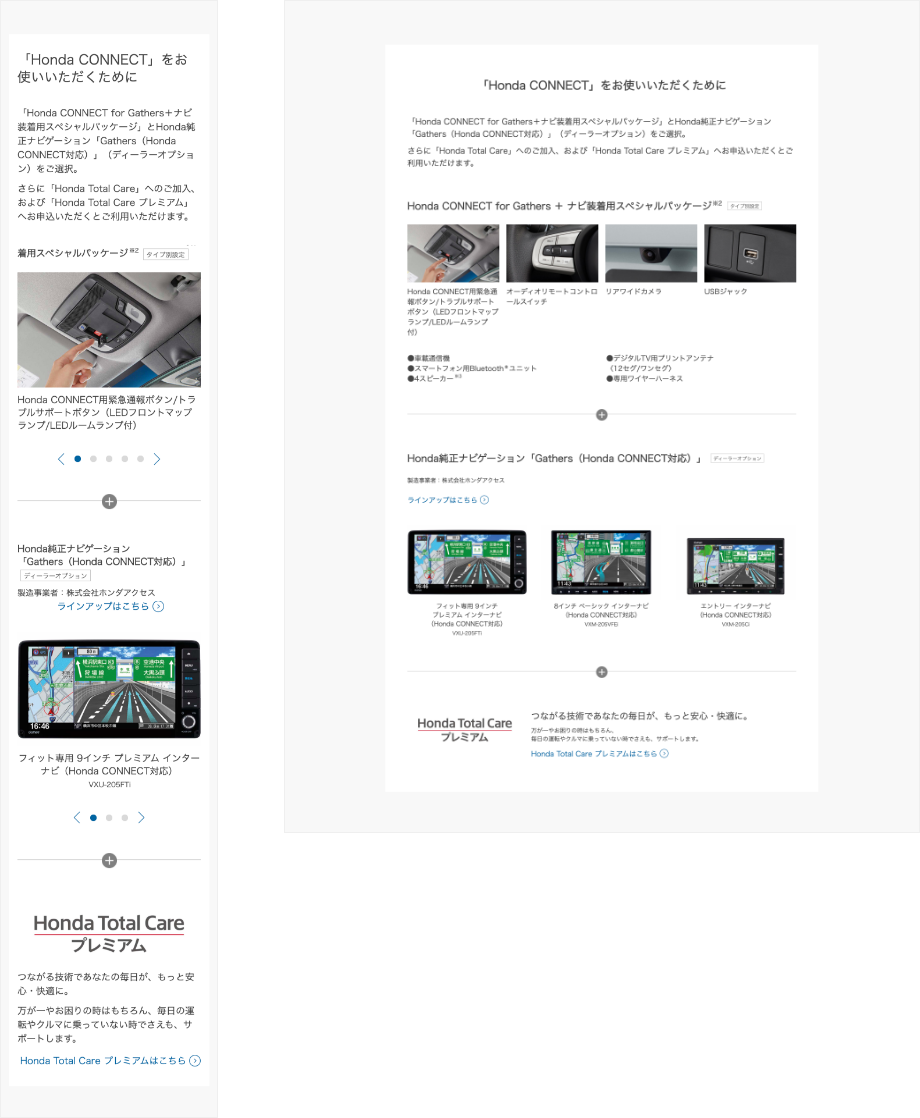 「Honda CONNECT」をお
使いいただくために
「Honda CONNECT for Gathers+ナビ
装着用スペシャルパッケージ」とHonda純
正ナビゲーション「Gathers（Honda
CONNECT対応）」（ディーラーオプショ
ン）をご選択。
さらに「Honda Total Care」へのご加入、
および「Honda Total Care プレミアム」
へお申込いただくとご利用いただけます。
着用スペシャルパッケージ※2 タイプ別設定
Honda CONNECT用緊急通報ボタン/トラ
ブルサポートボタン（LEDフロントマップ
ランプ/LEDルームランプ付）
Honda純正ナビゲーション
「Gathers（Honda CONNECT対応）」
ディーラーオプション
製造事業者：株式会社ホンダアクセス
ラインアップはこちら
16:46
フィット専用 9インチ プレミアム インター
ナビ（Honda CONNECT対応）
VXU-205FTi
Honda Total Care
プレミアム
つながる技術であなたの毎日が、もっと安
心・快適に。
万が一やお困りの時はもちろん、毎日の運
転やクルマに乗っていない時でさえも、サ
ポートします。
Honda Total Care プレミアムはこちら
「Honda CONNECT」をお使いいただくために
「Honda CONNECT for Gathers+ナビ装着用スペシャルパッケージ」とHonda純正ナビゲーション
「Gathers（Honda CONNECT対応）」（ディーラーオプション）をご選択。
さらに「Honda Total Care」へのご加入、および「Honda Total Care プレミアム」へお申込いただくとご
利用いただけます。
Honda CONNECT for Gathers + ナビ装着用スペシャルパッケージ※2 タイプ別設定
Honda CONNECT用緊急通
報ボタン/トラブルサポート
ボタン（LEDフロントマップ
ランプ/LEDルームランプ
付）
オーディオリモートコントロ
ールスイッチ
リアワイドカメラ
USBジャック
●車載通信機
●スマートフォン用Bluetooth®ユニット
●4スピーカー※3
●デジタルTV用プリントアンテナ
（12セグ/ワンセグ）
●専用ワイヤーハーネス
Honda純正ナビゲーション「Gathers（Honda CONNECT対応）」 ディーラーオプション
製造事業者：株式会社ホンダアクセス
ラインアップはこちら
フィット専用 9インチ
プレミアム インターナビ
（Honda CONNECT対応）
VXU-205FTi
8インチ ベーシック インターナビ
（Honda CONNECT対応）
VXM-205VFEi
エントリー インターナビ
（Honda CONNECT対応）
VXM-205Ci
Honda Total Care
プレミアム
つながる技術であなたの毎日が、もっと安心・快適に。
万が一やお困りの時はもちろん、
毎日の運転やクルマに乗っていない時でさえも、サポートします。
Honda Total Care プレミアムはこちら